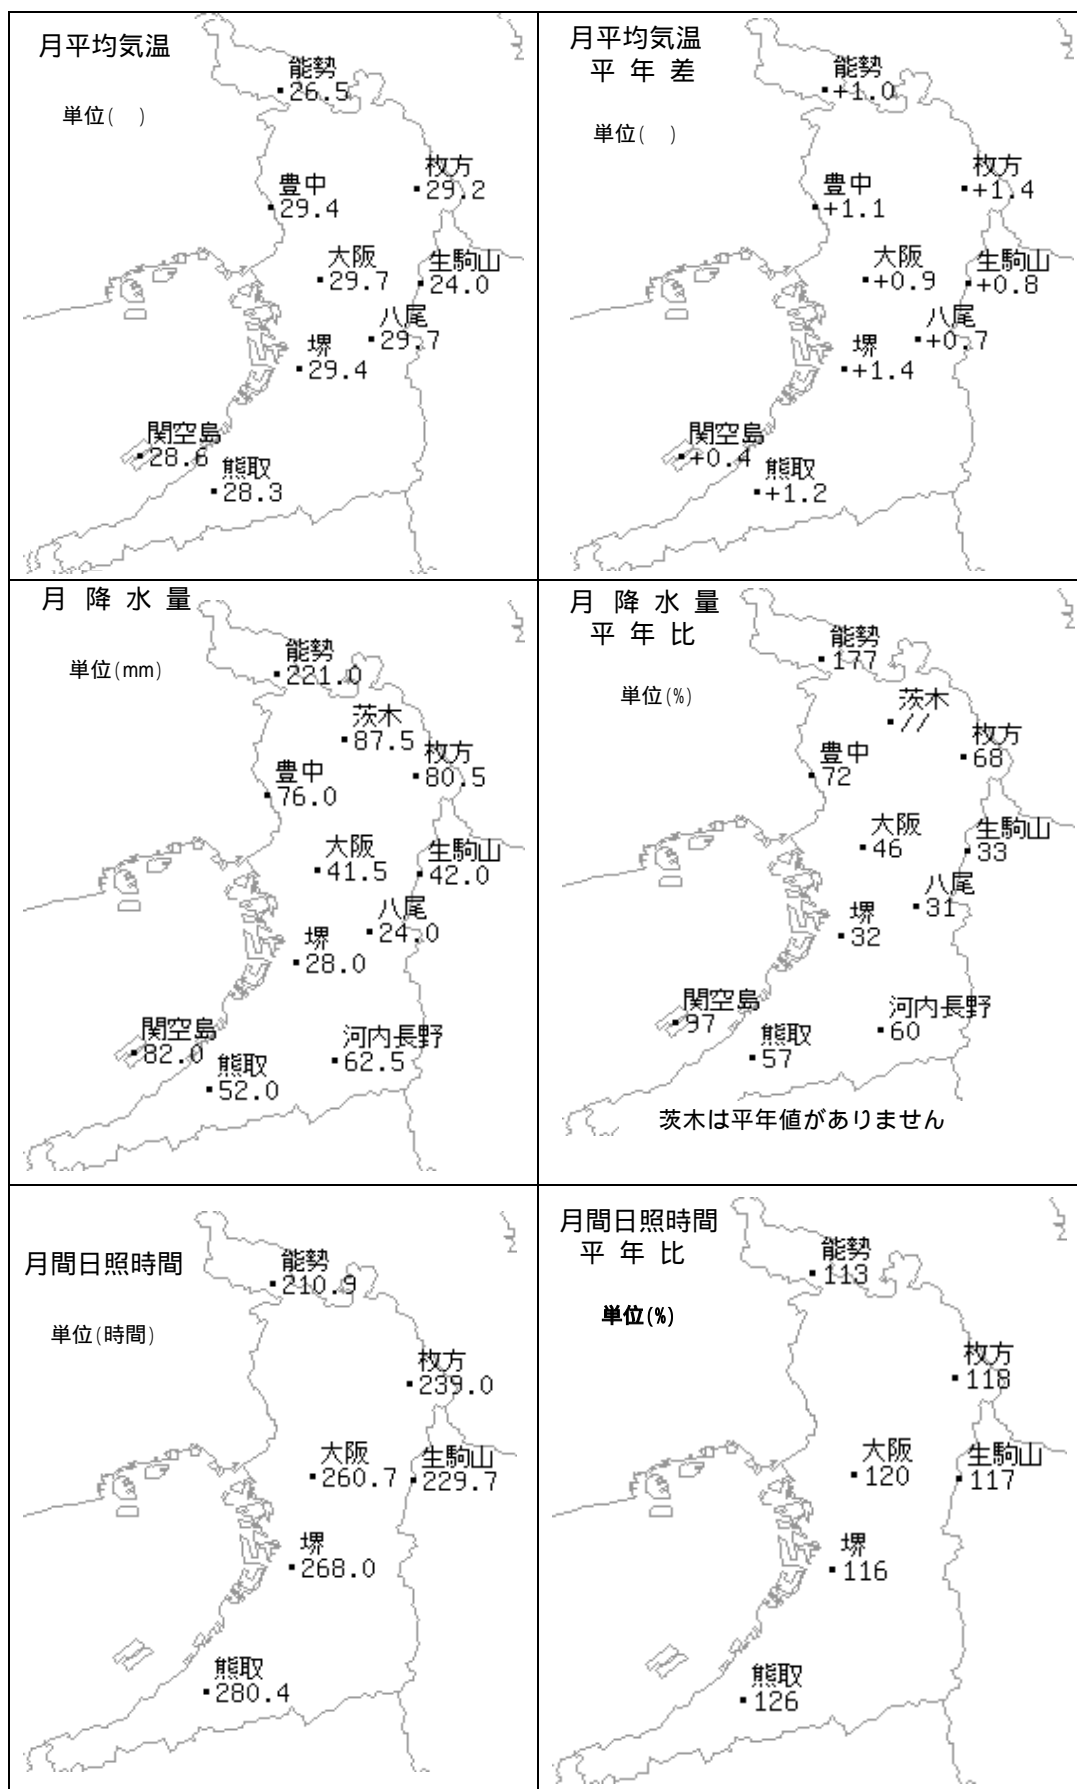 月平均気温
単位( )
能勢
26.5
枚方
29.2
豊中
29.4
大阪
29.7
生駒山
24.0
八尾
29.7
堺
29.4
関空島
28.6
熊取
28.3
月平均気温
平 年 差
単位( )
能勢
+1.0
枚方
+1.4
豊中
+1.1
大阪
+0.9
生駒山
+0.8
八尾
+0.7
堺
+1.4
関空島
+0.4
熊取
+1.2
月 降 水 量
単位(mm)
能勢
221.0
茨木
87.5
枚方
80.5
豊中
76.0
大阪
41.5
生駒山
42.0
八尾
24.0
堺
28.0
関空島
82.0
河内長野
62.5
熊取
52.0
月 降 水 量
平 年 比
単位(%)
能勢
177
茨木
//
枚方
68
豊中
72
大阪
46
生駒山
33
八尾
31
堺
32
関空島
97
河内長野
60
熊取
57
茨木は平年値がありません
月間日照時間
単位(時間)
能勢
210.9
枚方
239.0
大阪
260.7
生駒山
229.7
堺
268.0
熊取
280.4
月間日照時間
平 年 比
単位(%)
能勢
113
枚方
118
大阪
120
生駒山
117
堺
116
熊取
126